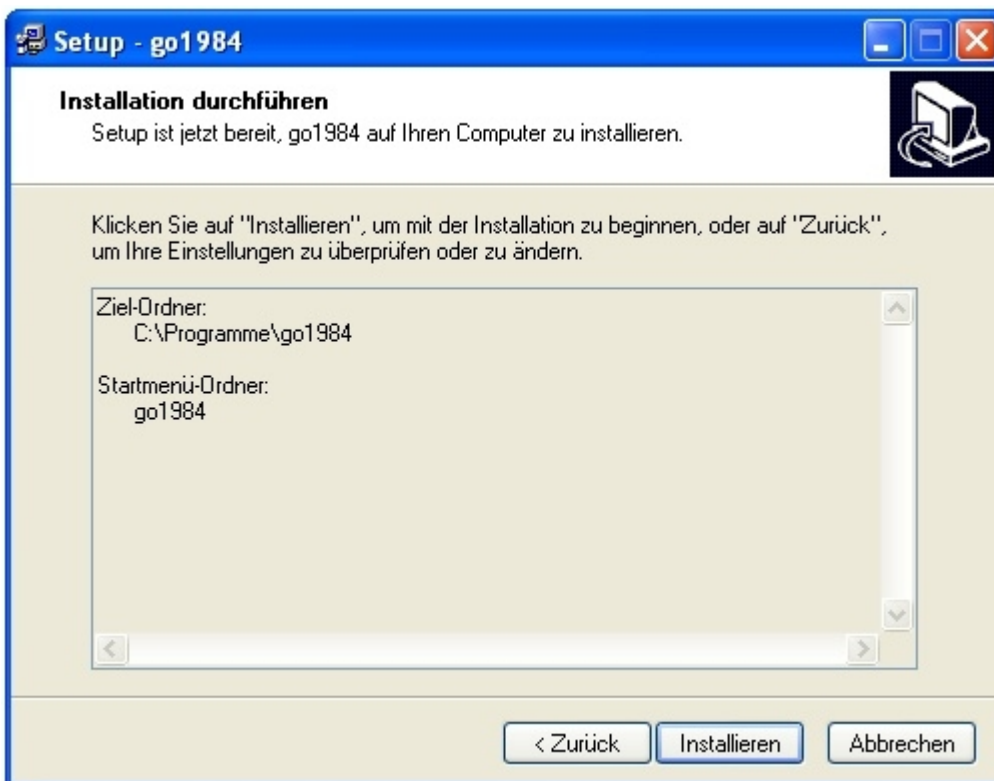 Setup - go1984
Installation durchführen
Setup ist jetzt bereit, go1984 auf Ihren Computer zu installieren.
Klicken Sie auf "Installieren", um mit der Installation zu beginnen, oder auf "Zurück",
um Ihre Einstellungen zu überprüfen oder zu ändern.
Ziel-Ordner:
C:\Programme\go1984
Startmenü-Ordner:
go1984
< Zurück
Installieren
Abbrechen